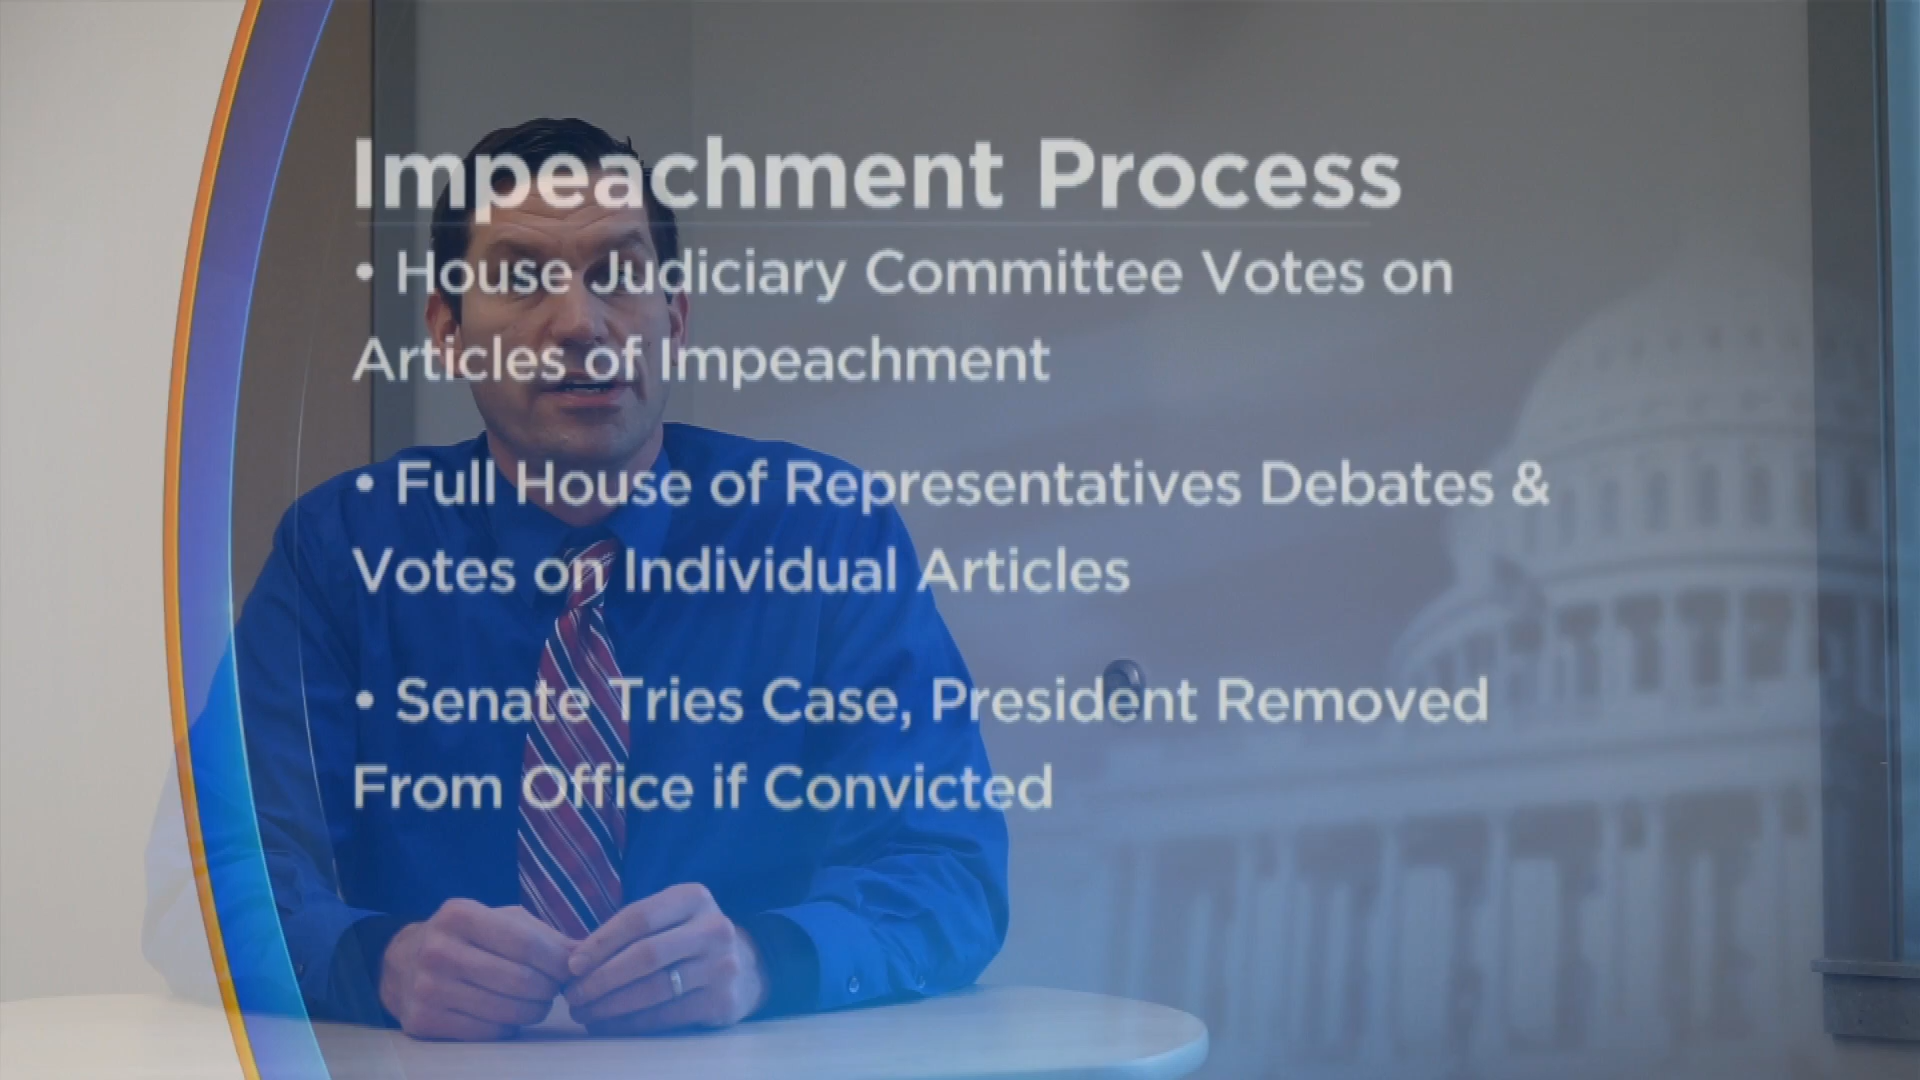 Impeachment Process
• House Judiciary Committee Votes on
Articles of Impeachment
• Full House of Representatives Debates &
Votes on Individual Articles
• Senate Tries Case, President Removed
From Office if Convicted